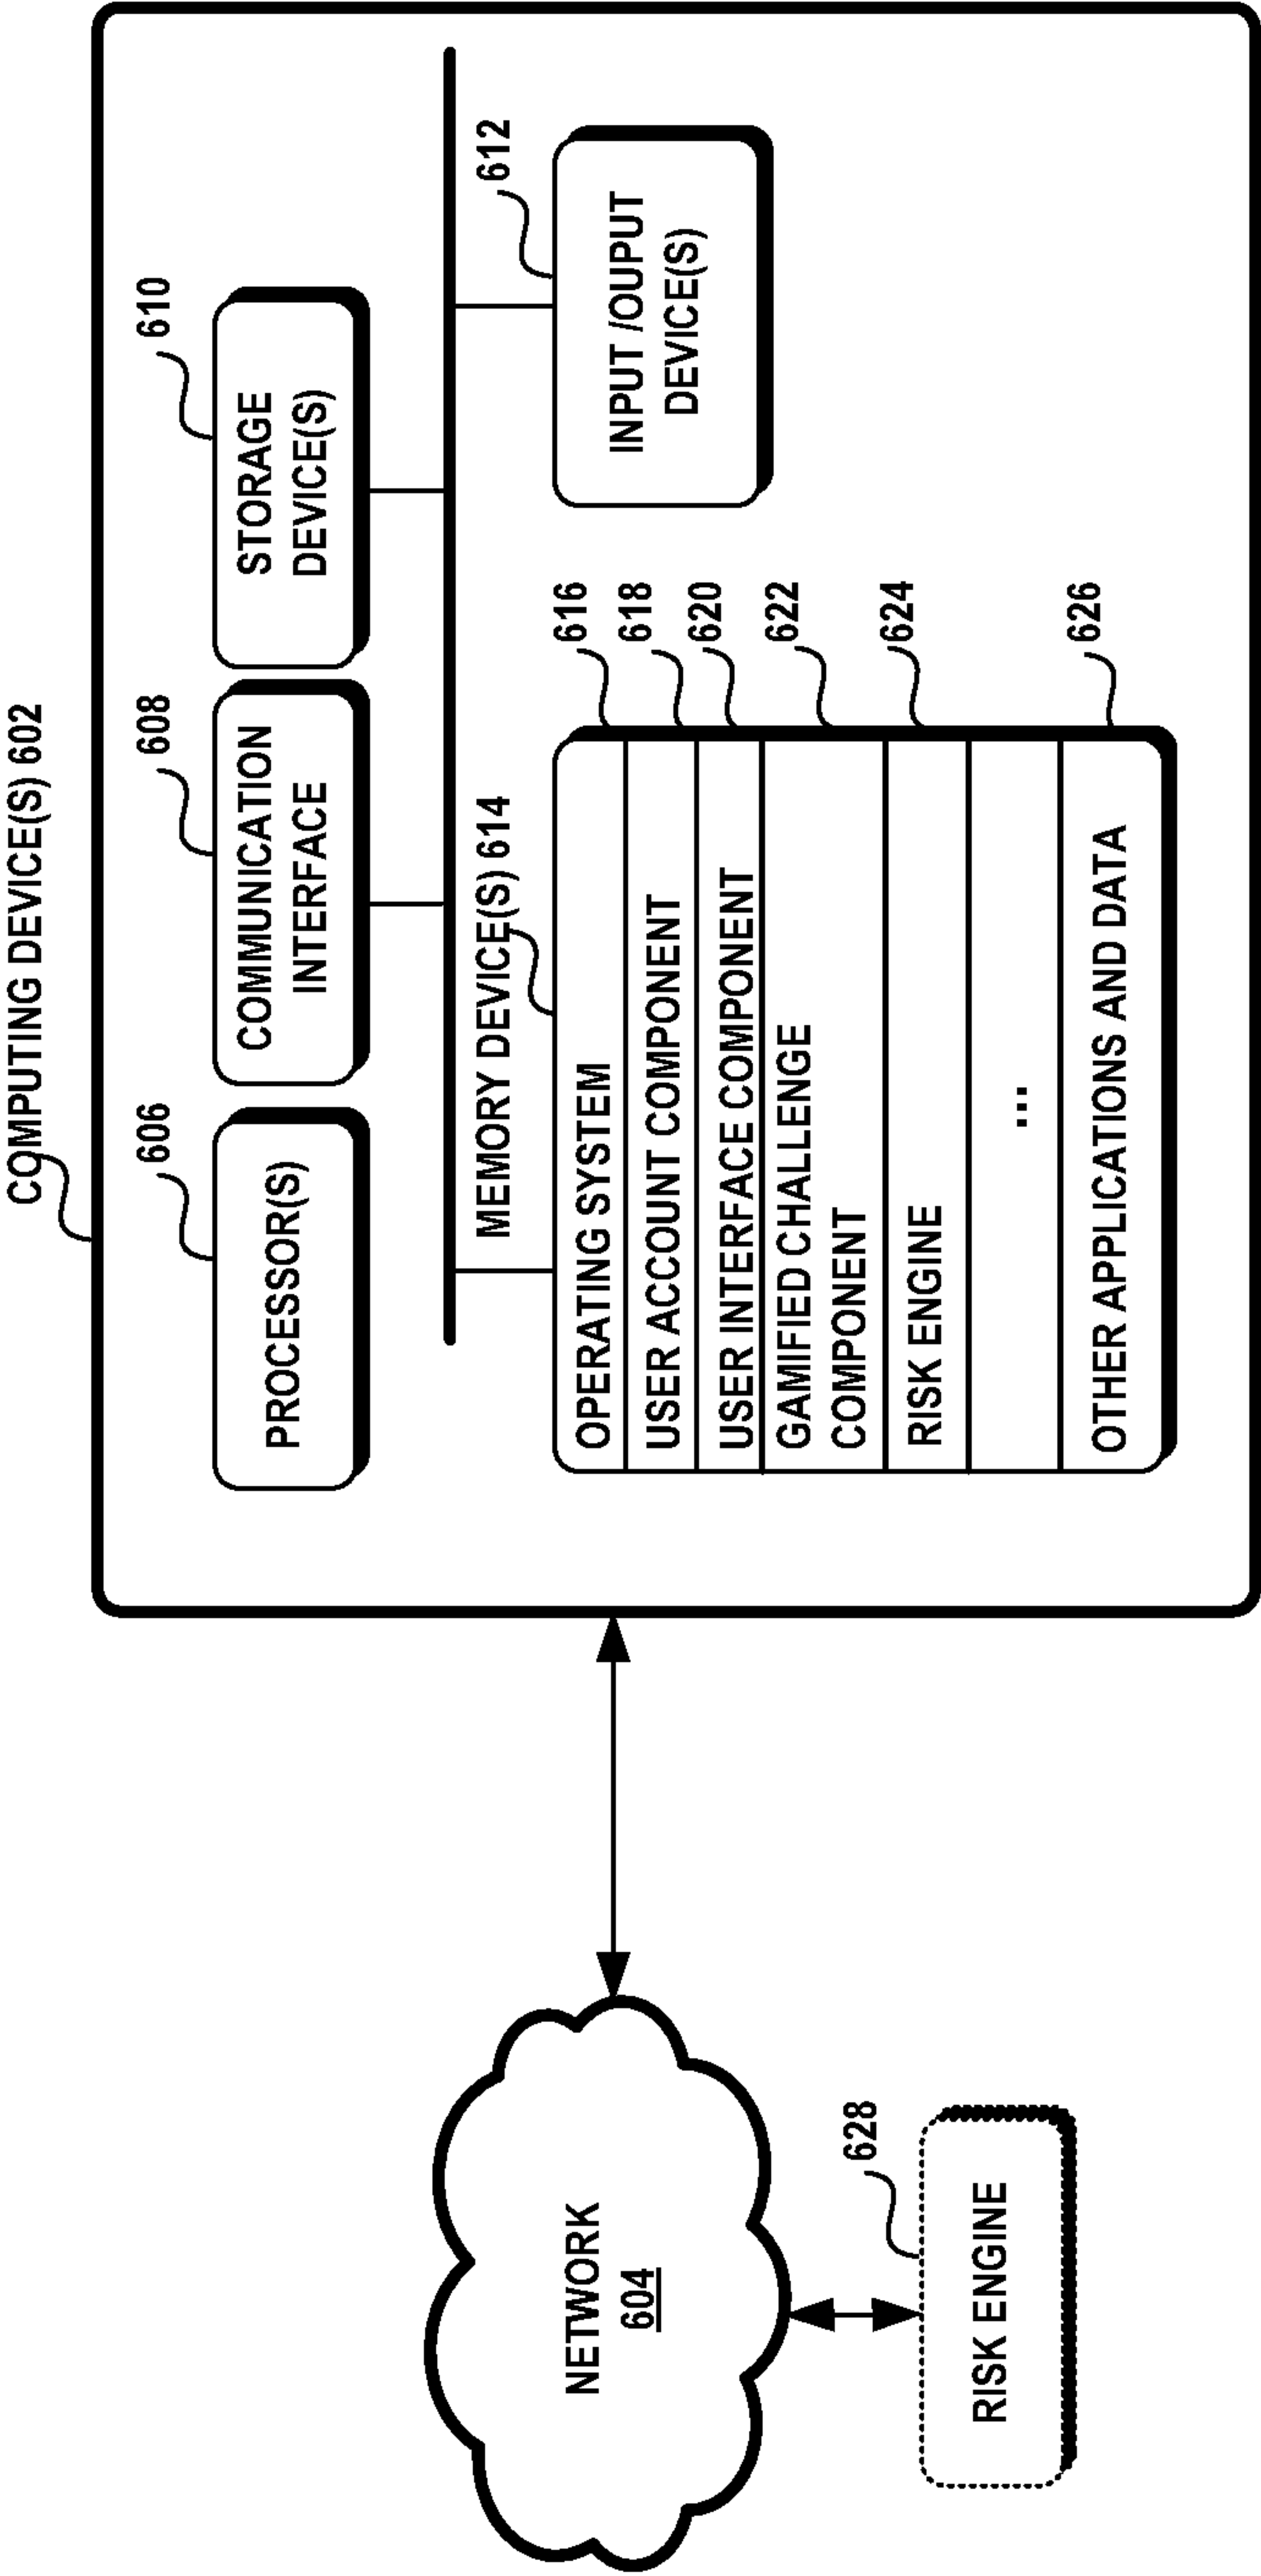 COMPUTING DEVICE(S) 602
606
608
610
PROCESSOR(S)
COMMUNICATION
INTERFACE
STORAGE
DEVICE(S)
MEMORY DEVICE(S) 614
612
INPUT /OUPUT
DEVICE(S)
OPERATING SYSTEM
616
USER ACCOUNT COMPONENT
618
USER INTERFACE COMPONENT
620
GAMIFIED CHALLENGE
COMPONENT
622
RISK ENGINE
624
...
OTHER APPLICATIONS AND DATA
626
NETWORK
604
628
RISK ENGINE